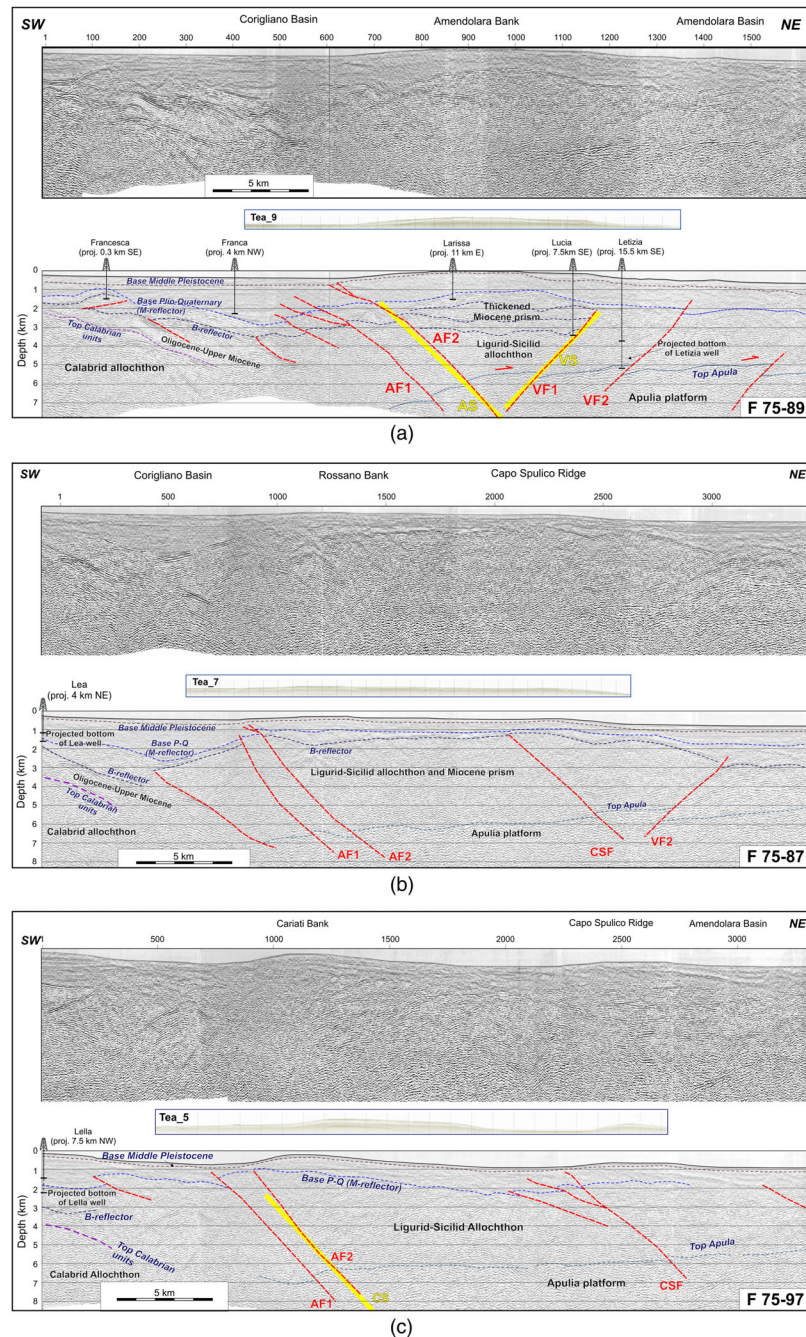 SW Corigliano Basin Amendolara Bank Amendolara Basin NE
1 100 200 300 400 500 600 700 800 900 1000 1100 1200 1300 1400 1500
5 km
Tea_9
Francesca
(proj. 0.3 km SE)
Franca
(proj. 4 km NW)
Larissa
(proj. 11 km E)
Lucia
(proj. 7.5km SE)
Letizia
(proj. 15.5 km SE)
Depth (km)
0
1
2
3
4
5
6
7
Base Middle Pleistocene
Base Plio-Quaternary
(M-reflector)
B-reflector
Top Calabrian
units
Oligocene-Upper Miocene
Calabrid allochthon
Thickened
Miocene prism
Ligurid-Sicilid
allochthon
AF2
AF1
AS
VS
VF1
VF2
Projected bottom
of Letizia well
Top Apula
Apulia platform
F 75-89
(a)
SW Corigliano Basin Rossano Bank Capo Spulico Ridge NE
1 500 1000 1500 2000 2500 3000
Tea_7
Lea
(proj. 4 km NE)
Depth (km)
0
1
2
3
4
5
6
7
8
Base Middle Pleistocene
Projected bottom
of Lea well
Base P-Q
(M-reflector)
B-reflector
B-reflector
Oligocene-Upper Miocene
Top Calabrian
units
Calabrid allochthon
Ligurid-Sicilid allochthon and Miocene prism
Top Apula
Apulia platform
AF1
AF2
CSF
VF2
5 km
F 75-87
(b)
SW Cariati Bank Capo Spulico Ridge Amendolara Basin NE
500 1000 1500 2000 2500 3000
Tea_5
Lella
(proj. 7.5 km NW)
Depth (km)
0
1
2
3
4
5
6
7
8
Base Middle Pleistocene
Projected bottom
of Lella well
B-reflector
Top Calabrian
units
Calabrid Allochthon
Base P-Q (M-reflector)
Ligurid-Sicilid Allochthon
AF2
AF1
CS
Top Apula
Apulia platform
CSF
5 km
F 75-97
(c)